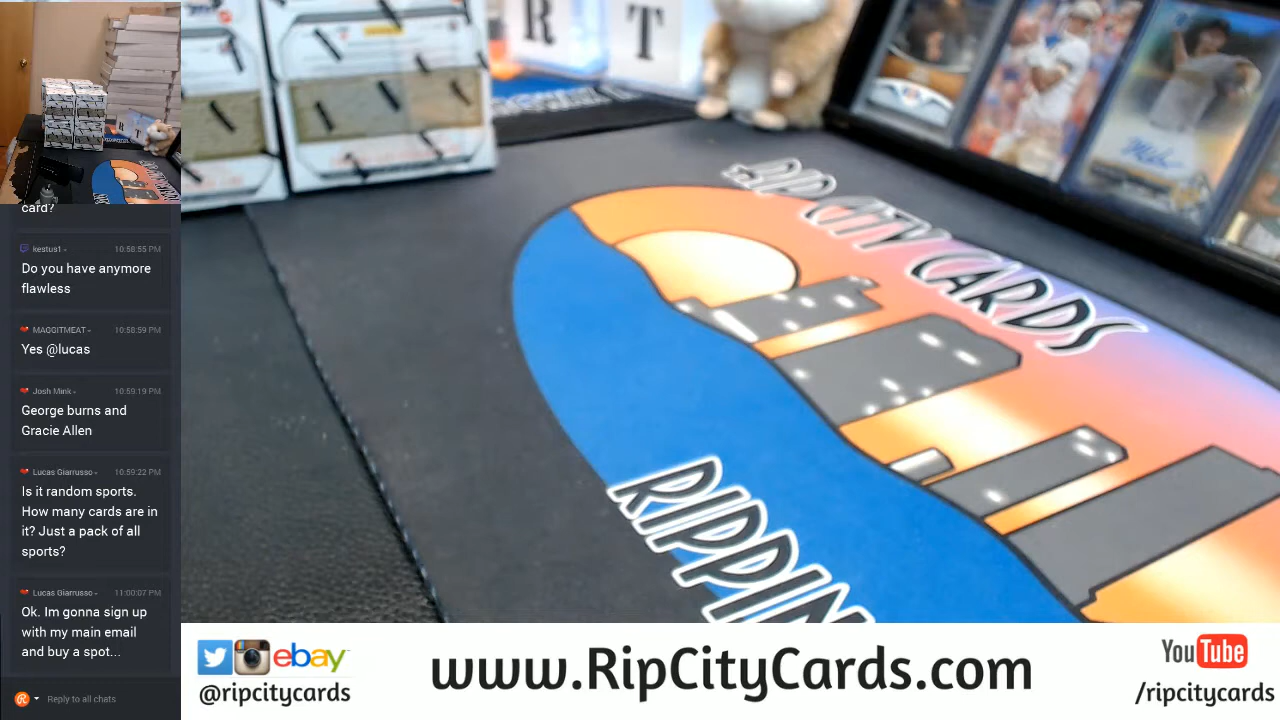 card?
kestus1
10:58:55 PM
Do you have anymore
flawless
MAGGITMEAT
10:58:59 PM
Yes @lucas
Josh Mink
10:59:19 PM
George burns and
Gracie Allen
Lucas Giarrusso
10:59:22 PM
Is it random sports.
How many cards are in
it? Just a pack of all
sports?
Lucas Giarrusso
11:00:07 PM
Ok. Im gonna sign up
with my main email
and buy a spot...
Reply to all chats
R T
RIP CITY CARDS
RIPPIN
ebay
@ripcitycards
www.RipCityCards.com
YouTube
/ripcitycards